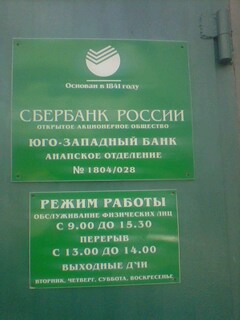 Основан в 1841 году
СБЕРБАНК РОССИИ
ОТКРЫТОЕ АКЦИОНЕРНОЕ ОБЩЕСТВО
ЮГО-ЗАПАДНЫЙ БАНК
АНАПСКОЕ ОТДЕЛЕНИЕ
№ 1804/028
РЕЖИМ РАБОТЫ
ОБСЛУЖИВАНИЕ ФИЗИЧЕСКИХ ЛИЦ
С 9.00 ДО 15.30
ПЕРЕРЫВ
С 13.00 ДО 14.00
ВЫХОДНЫЕ ДНИ
ВТОРНИК, ЧЕТВЕРГ, СУББОТА, ВОСКРЕСЕНЬЕ